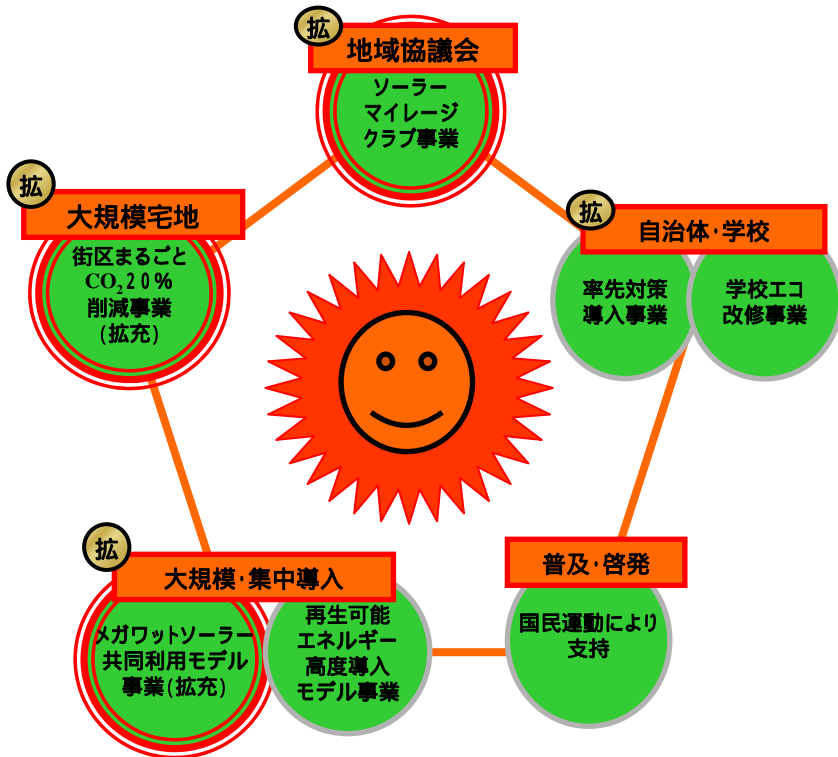 拡
地域協議会
ソーラー
マイレージ
クラブ事業
拡
大規模宅地
街区まるごと
CO₂20%
削減事業
(拡充)
拡
自治体・学校
率先対策
導入事業
学校エコ
改修事業
拡
大規模・集中導入
メガワットソーラー
共同利用モデル
事業(拡充)
再生可能
エネルギー
高度導入
モデル事業
普及・啓発
国民運動により
支持